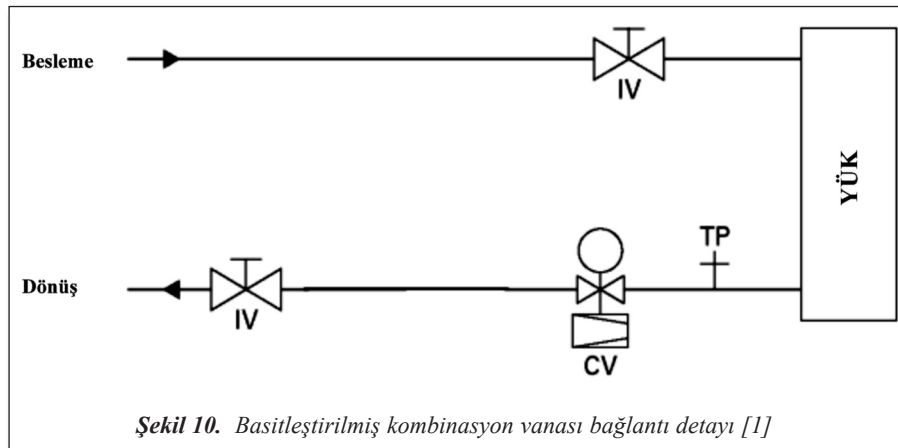 Besleme
IV
YÜK
TP
Dönüş
IV
CV
Şekil 10. Basitleştirilmiş kombinasyon vanası bağlantı detayı [1]